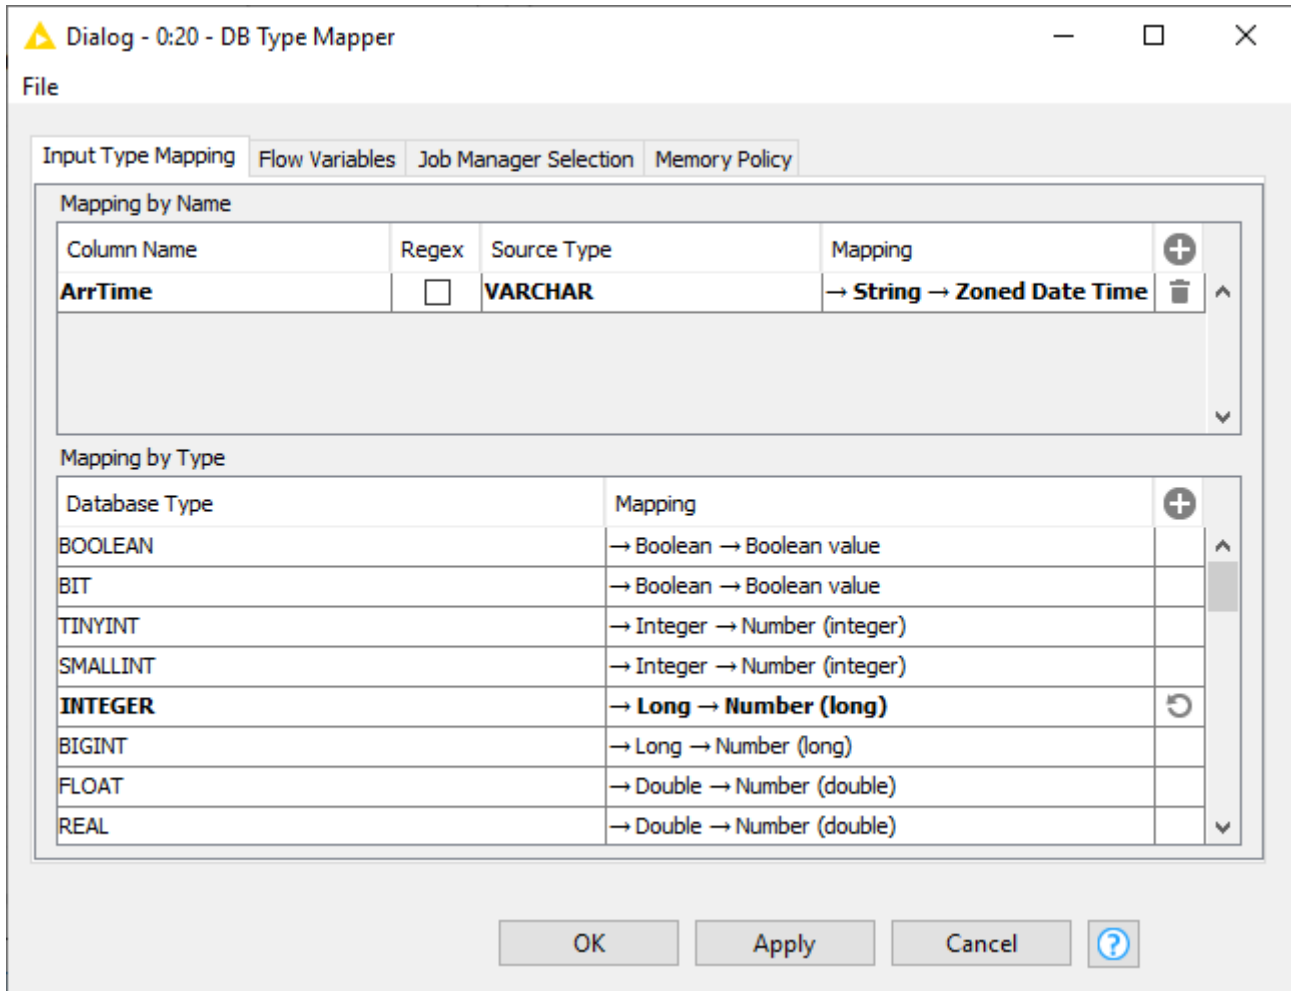 Dialog - 0:20 - DB Type Mapper
File
Input Type Mapping Flow Variables Job Manager Selection Memory Policy
Mapping by Name
Column Name Regex Source Type Mapping
ArrTime VARCHAR → String → Zoned Date Time
Mapping by Type
Database Type Mapping
BOOLEAN → Boolean → Boolean value
BIT → Boolean → Boolean value
TINYINT → Integer → Number (integer)
SMALLINT → Integer → Number (integer)
INTEGER → Long → Number (long)
BIGINT → Long → Number (long)
FLOAT → Double → Number (double)
REAL → Double → Number (double)
OK Apply Cancel ?